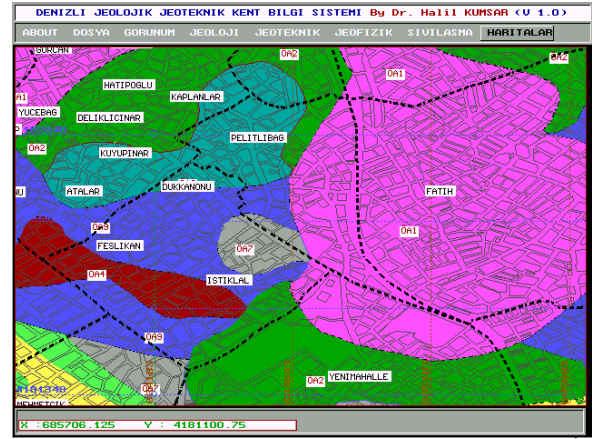 DENIZLI JEOLOJIK JEOTEKNIK KENT BILGI SISTEMI By Dr. Halil KUMSAR (V 1.0)
ABOUT DOSYA GORUNUM JEOLOJI JEOTEKNIK JEOFIZIK SIVILASMA HARITALAR
GURCAN
OA2
OA2
OA1
HATIPOGLU
KAPLANLAR
YUCEBAG
DELIKLICINAR
PELITLIBAG
OA2
KUYUPINAR
ATALAR
DUKKANONU
FATIH
OA9
OA1
FESLIKAN
OA7
OA4
ISTIKLAL
OA9
OA2
YENIMAHALLE
MEHMETCIK
X :685706.125 Y : 4181100.75